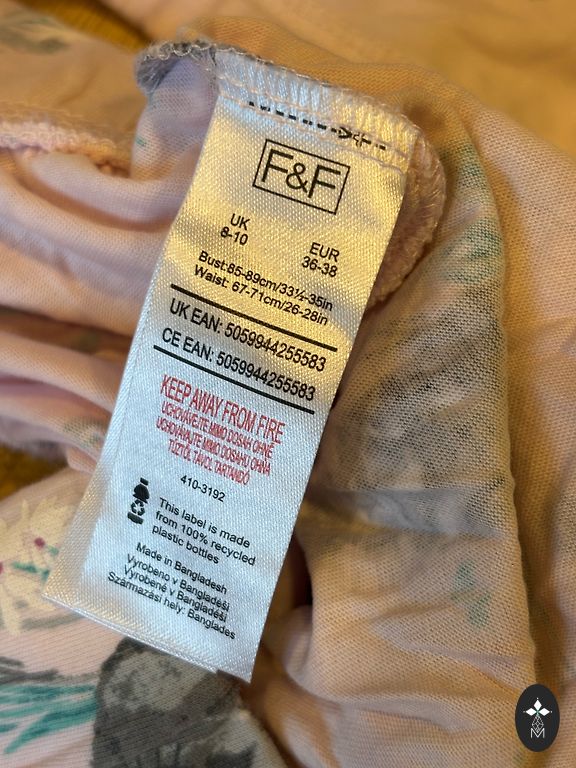 F&F
UK
8-10
EUR
36-38
Bust:85-89cm/33½-35in
Waist: 67-71cm/26-28in
UK EAN: 5059944255583
CE EAN: 5059944255583
KEEP AWAY FROM FIRE
UCHOVÁVEJTE MIMO DOSAH OHNĚ
UCHOVÁVAJTE MIMO DOSAHU OHŇA
TŰZTŐL TÁVOL TARTANDÓ
410-3192
This label is made
from 100% recycled
plastic bottles
Made in Bangladesh
Vyrobeno v Bangladéši
Vyrobené v Bangladéši
Származási hely: Banglades
M